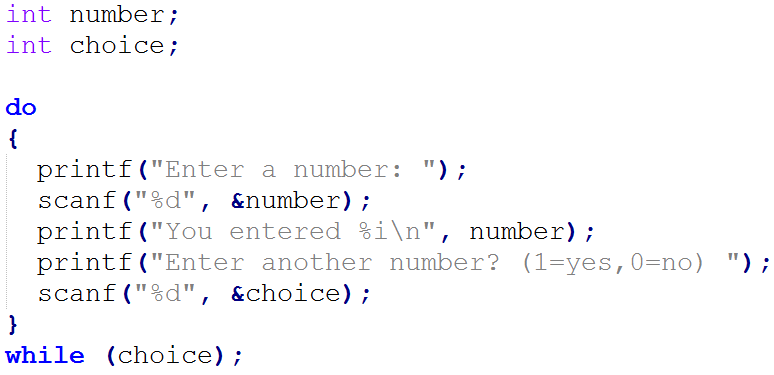 int number;
int choice;
do
{
printf("Enter a number: ");
scanf("%d", &number);
printf("You entered %i\n", number);
printf("Enter another number? (1=yes,0=no) ");
scanf("%d", &choice);
}
while (choice);